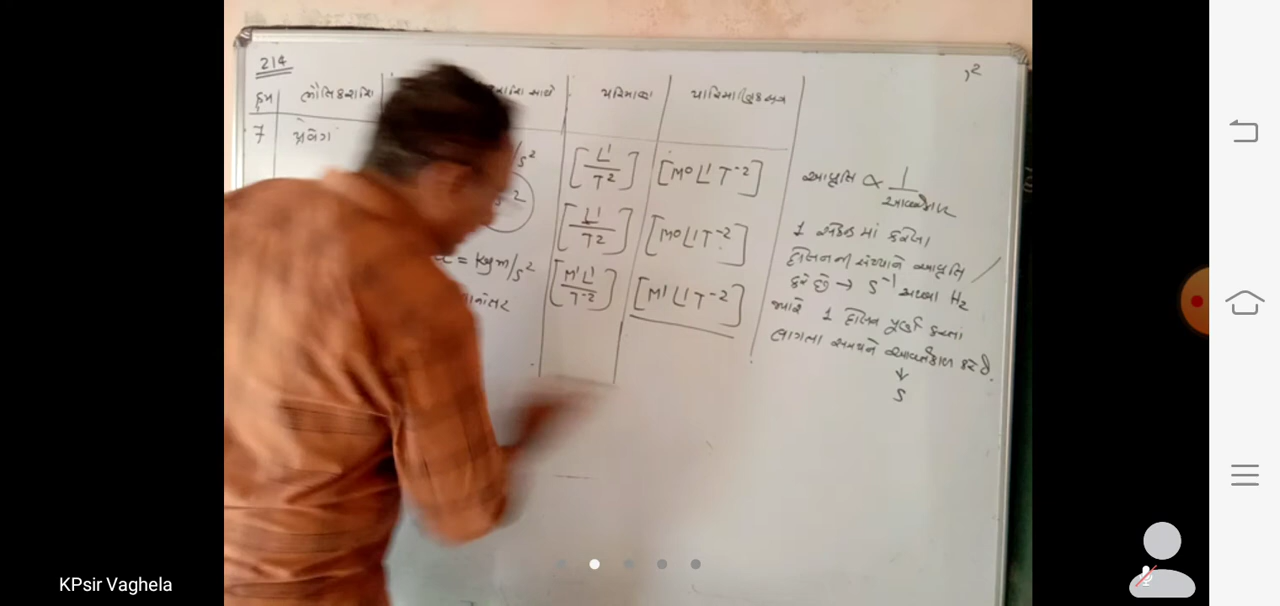 214
ક્રમ ભૌતિકરાશિ સાથે પરિમાણ પારિમાણિક સૂત્ર
7 પ્રવેગ /s² [L¹/T²] [M⁰L¹T⁻²]
[L¹/T²] [M⁰L¹T⁻²]
= kgm/s² [M¹L¹/T⁻²] [M¹L¹T⁻²]
,2
આવૃત્તિ ∝ 1/આવર્તકાળ
1 સેકન્ડ માં કરેલા
દોલનની સંખ્યાને આવૃત્તિ
કહે છે → S⁻¹ અથવા Hz
જ્યારે 1 દોલન પૂર્ણ કરતાં
લાગતા સમયને આવર્તકાળ કહે છે.
↓
S
KPsir Vaghela